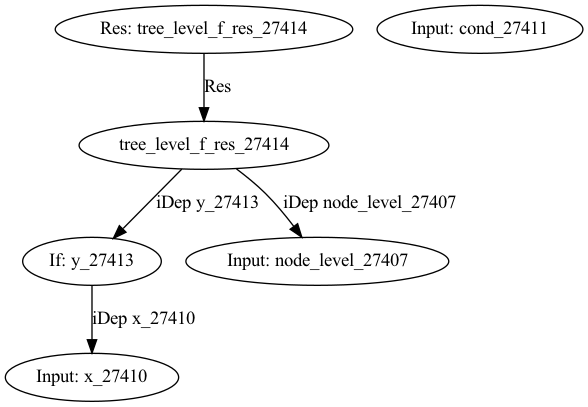 Res: tree_level_f_res_27414
Input: cond_27411
Res
tree_level_f_res_27414
iDep y_27413
iDep node_level_27407
If: y_27413
Input: node_level_27407
iDep x_27410
Input: x_27410